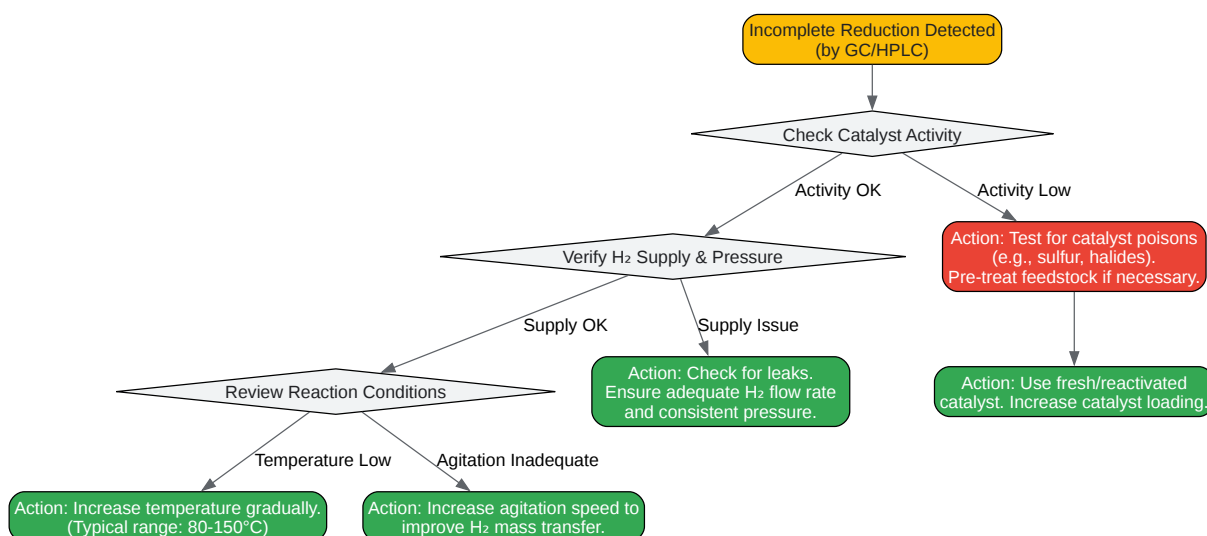 Incomplete Reduction Detected
(by GC/HPLC)
Check Catalyst Activity
Activity OK
Activity Low
Verify H₂ Supply & Pressure
Action: Test for catalyst poisons
(e.g., sulfur, halides).
Pre-treat feedstock if necessary.
Supply OK
Supply Issue
Review Reaction Conditions
Action: Check for leaks.
Ensure adequate H₂ flow rate
and consistent pressure.
Action: Use fresh/reactivated
catalyst. Increase catalyst loading.
Temperature Low
Agitation Inadequate
Action: Increase temperature gradually.
(Typical range: 80-150°C)
Action: Increase agitation speed to
improve H₂ mass transfer.